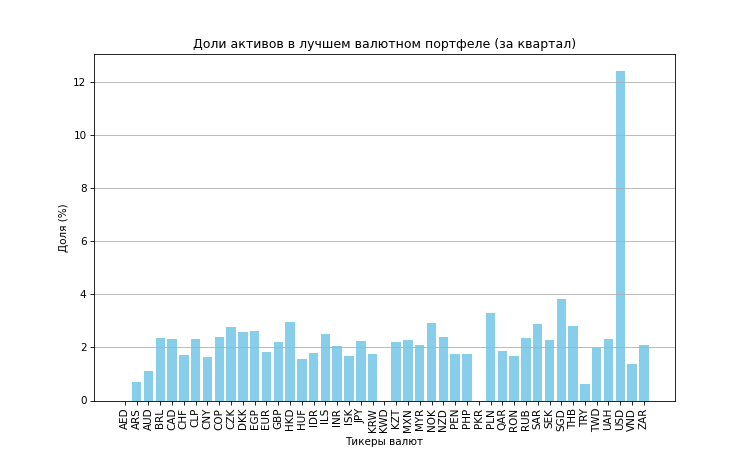 Доли активов в лучшем валютном портфеле (за квартал)
Доля (%)
12
10
8
6
4
2
0
AED
ARS
AUD
BRL
CAD
CHF
CLP
CNY
COP
CZK
DKK
EGP
EUR
GBP
HKD
HUF
IDR
ILS
INR
ISK
JPY
KRW
KWD
KZT
MXN
MYR
NOK
NZD
PEN
PHP
PKR
PLN
QAR
RON
RUB
SAR
SEK
SGD
THB
TRY
TWD
UAH
USD
VND
ZAR
Тикеры валют